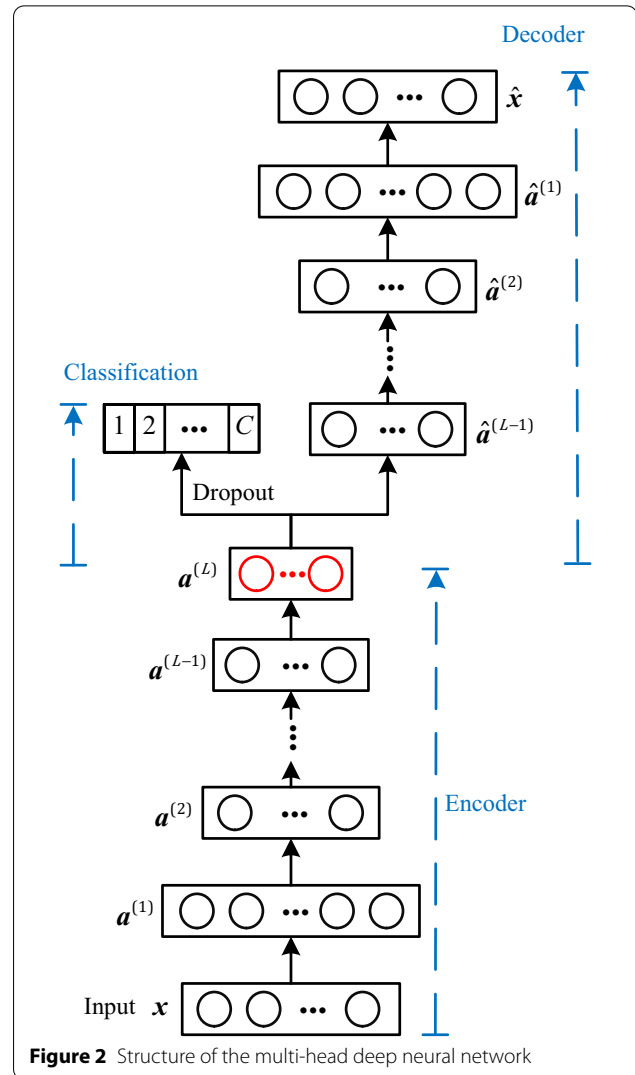 Decoder
••• x̂
••• â⁽¹⁾
••• â⁽²⁾
Classification
1 2 ••• C
••• â⁽ᴸ⁻¹⁾
Dropout
a⁽ᴸ⁾ •••
a⁽ᴸ⁻¹⁾ •••
a⁽²⁾ •••
Encoder
a⁽¹⁾ •••
Input x •••
Figure 2 Structure of the multi-head deep neural network